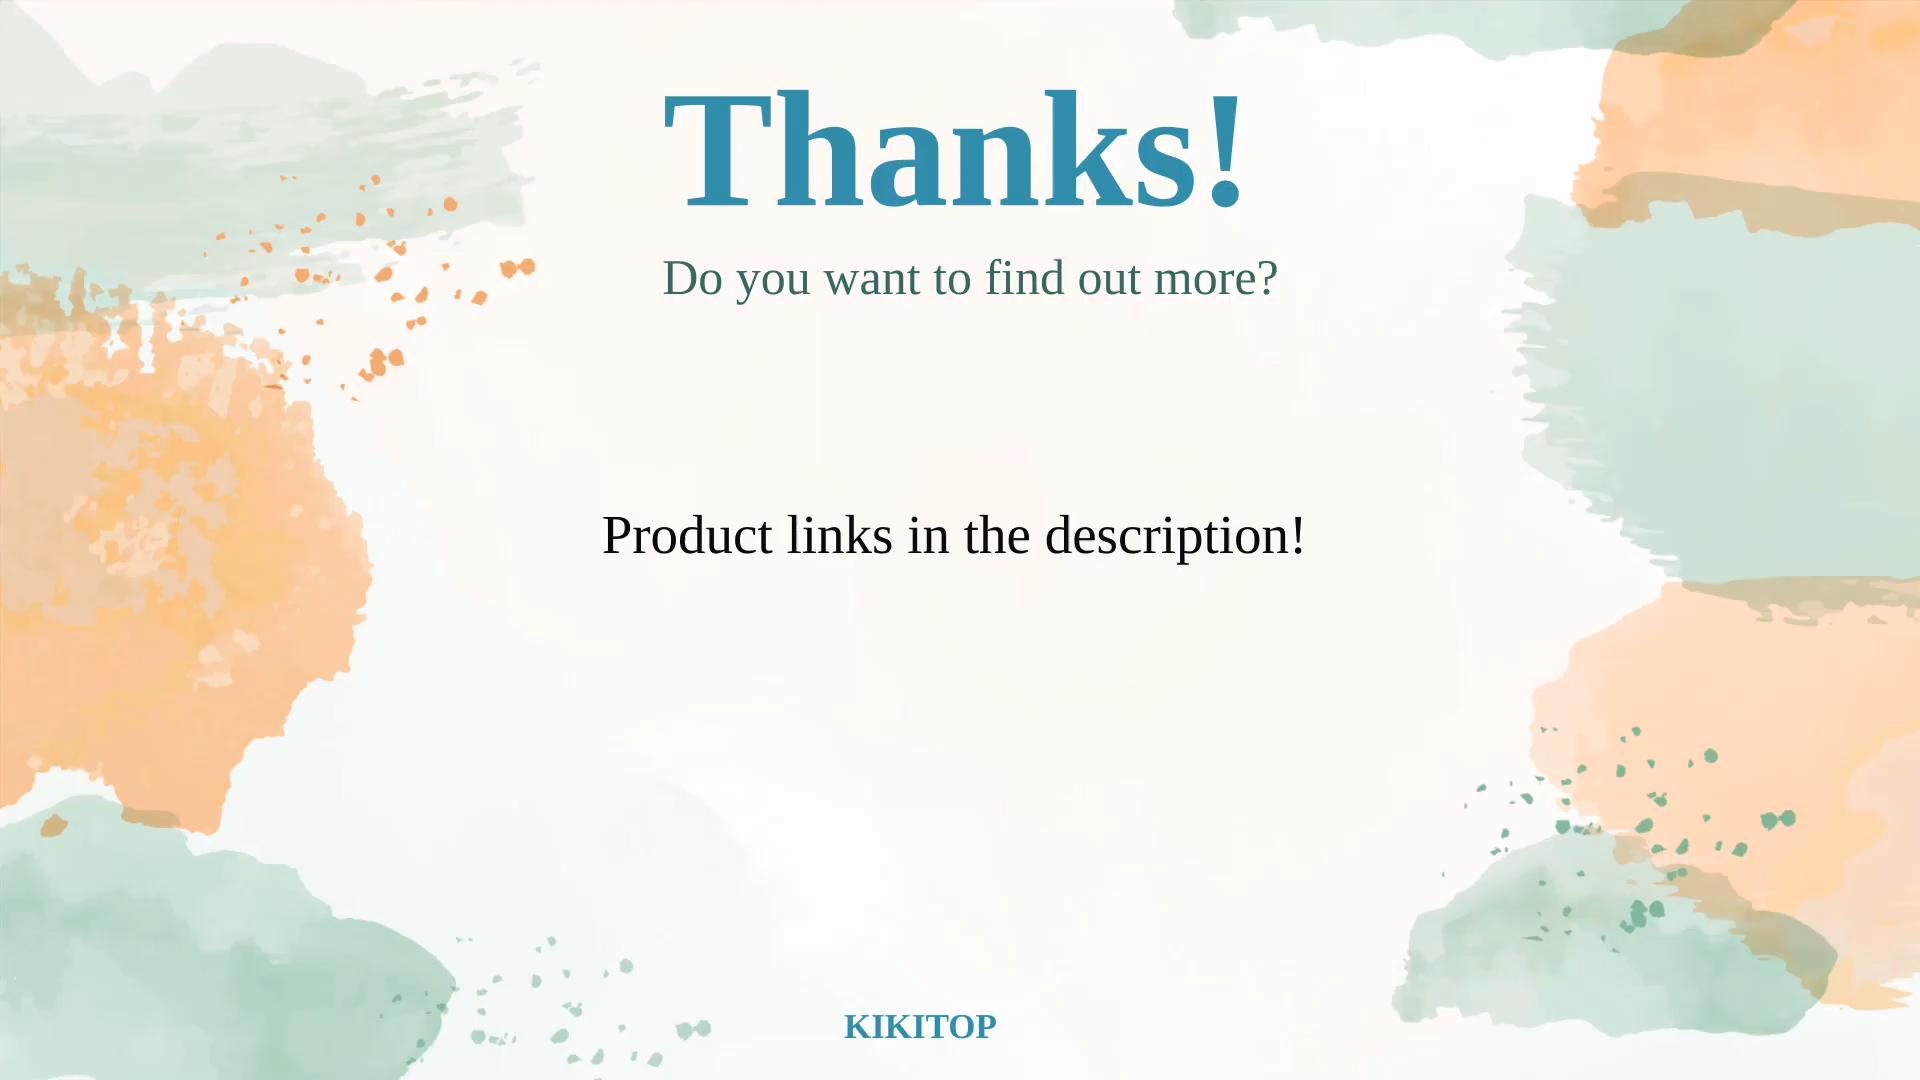 Thanks!
Do you want to find out more?
Product links in the description!
KIKITOP